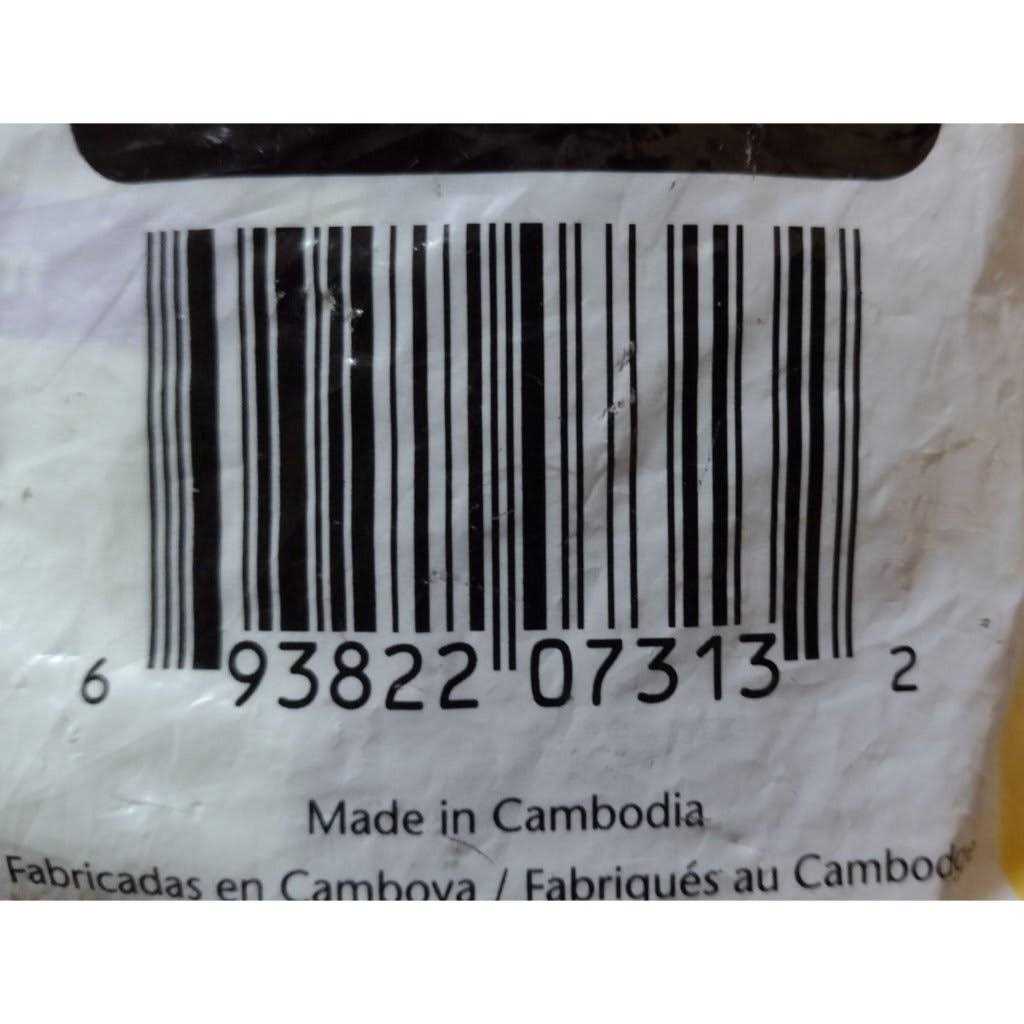 6 93822 07313 2
Made in Cambodia
Fabricadas en Camboya / Fabriqués au Cambodge